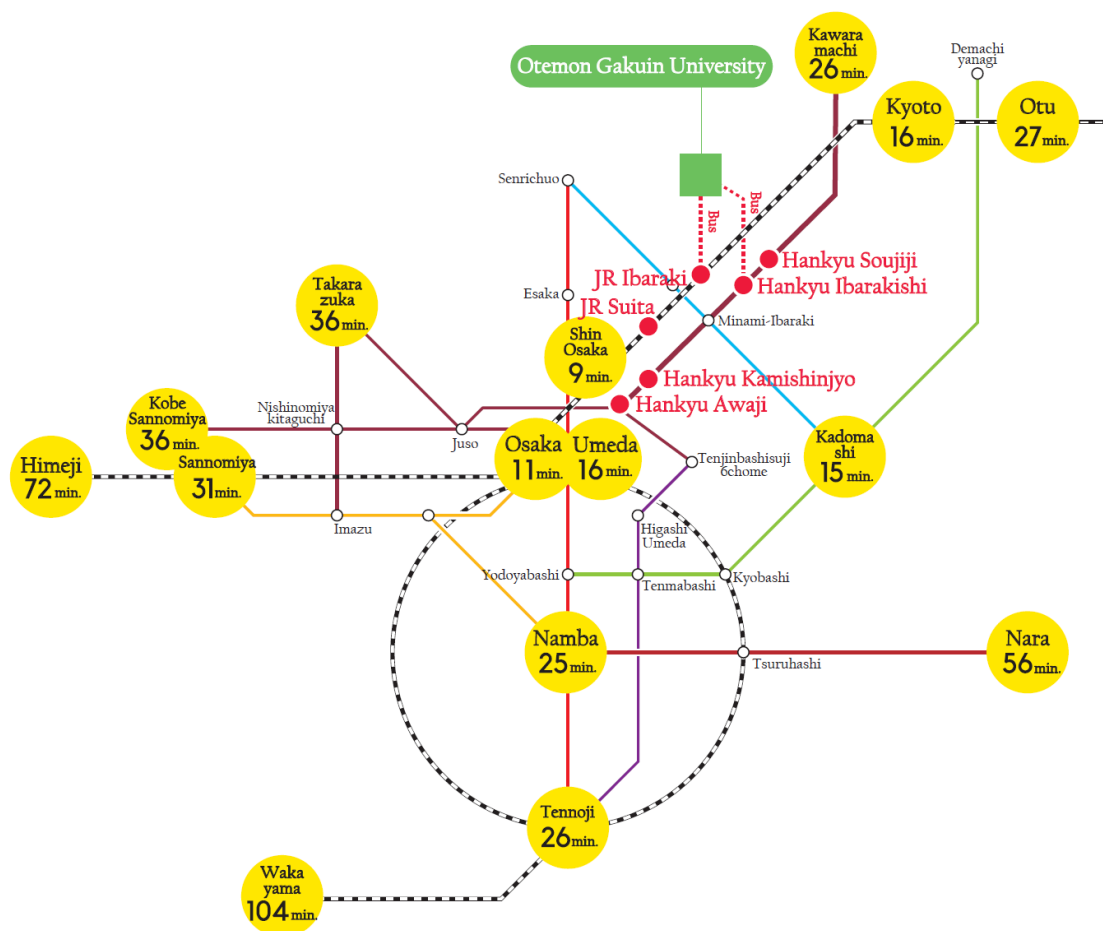 Kawara
machi
26 min.
Demachi
yanagi
Otemon Gakuin University
Kyoto
16 min.
Otu
27 min.
Senrichuo
Bus
Bus
Hankyu Soujiji
JR Ibaraki
Hankyu Ibarakishi
Takara
zuka
36 min.
Esaka
JR Suita
Minami-Ibaraki
Shin
Osaka
9 min.
Hankyu Kamishinjyo
Hankyu Awaji
Kobe
Sannomiya
36 min.
Nishinomiya
kitaguchi
Juso
Osaka
11 min.
Umeda
16 min.
Kadoma
shi
15 min.
Himeji
72 min.
Sannomiya
31 min.
Tenjinbashisuji
6chome
Imazu
Higashi
Umeda
Yodoyabashi
Tenmabashi
Kyobashi
Namba
25 min.
Tsuruhashi
Nara
56 min.
Tennoji
26 min.
Waka
yama
104 min.